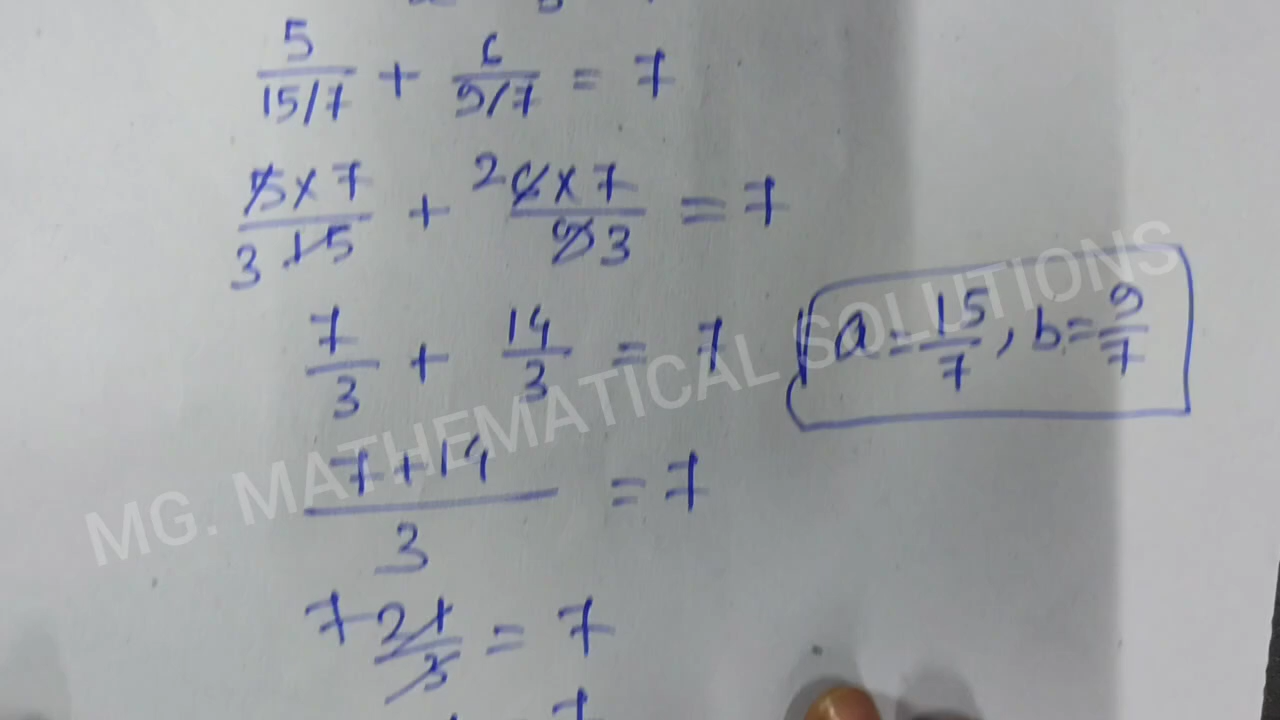 5/(15/7) + 6/(9/7) = 7
5×7/15 3 + 2 6×7/9 3 = 7
7/3 + 14/3 = 7
a = 15/7, b = 9/7
(7+14)/3 = 7
7 21/3 = 7
7
MG. MATHEMATICAL SOLUTIONS